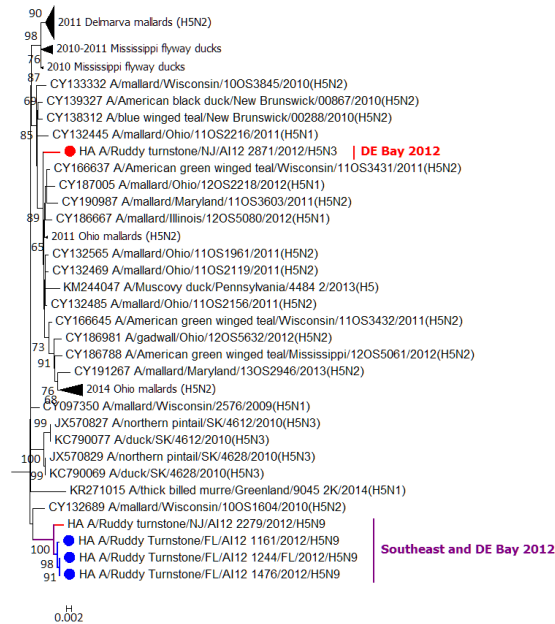 90
2011 Delmarva mallards (H5N2)
98
2010-2011 Mississippi flyway ducks
76
2010 Mississippi flyway ducks
87
CY133332 A/mallard/Wisconsin/10OS3845/2010(H5N2)
69
CY139327 A/American black duck/New Brunswick/00867/2010(H5N2)
CY138312 A/blue winged teal/New Brunswick/00288/2010(H5N2)
85
CY132445 A/mallard/Ohio/11OS2216/2011(H5N1)
HA A/Ruddy turnstone/NJ/AI12 2871/2012/H5N3
DE Bay 2012
CY166637 A/American green winged teal/Wisconsin/11OS3431/2011(H5N2)
CY187005 A/mallard/Ohio/12OS2218/2012(H5N1)
CY190987 A/mallard/Maryland/11OS3603/2011(H5N2)
89
CY186667 A/mallard/Illinois/12OS5080/2012(H5N1)
2011 Ohio mallards (H5N2)
65
CY132565 A/mallard/Ohio/11OS1961/2011(H5N2)
CY132469 A/mallard/Ohio/11OS2119/2011(H5N2)
KM244047 A/Muscovy duck/Pennsylvania/4484 2/2013(H5)
CY132485 A/mallard/Ohio/11OS2156/2011(H5N2)
CY166645 A/American green winged teal/Wisconsin/11OS3432/2011(H5N2)
CY186981 A/gadwall/Ohio/12OS5632/2012(H5N2)
73
CY186788 A/American green winged teal/Mississippi/12OS5061/2012(H5N2)
91
CY191267 A/mallard/Maryland/13OS2946/2013(H5N2)
76
2014 Ohio mallards (H5N2)
68
CY097350 A/mallard/Wisconsin/2576/2009(H5N1)
99
JX570827 A/northern pintail/SK/4612/2010(H5N3)
KC790077 A/duck/SK/4612/2010(H5N3)
100
JX570829 A/northern pintail/SK/4628/2010(H5N3)
99
KC790069 A/duck/SK/4628/2010(H5N3)
KR271015 A/thick billed murre/Greenland/9045 2K/2014(H5N1)
CY132689 A/mallard/Wisconsin/10OS1604/2010(H5N2)
HA A/Ruddy turnstone/NJ/AI12 2279/2012/H5N9
100
HA A/Ruddy Turnstone/FL/AI12 1161/2012/H5N9
Southeast and DE Bay 2012
98
HA A/Ruddy Turnstone/FL/AI12 1244/FL/2012/H5N9
91
HA A/Ruddy Turnstone/FL/AI12 1476/2012/H5N9
0.002